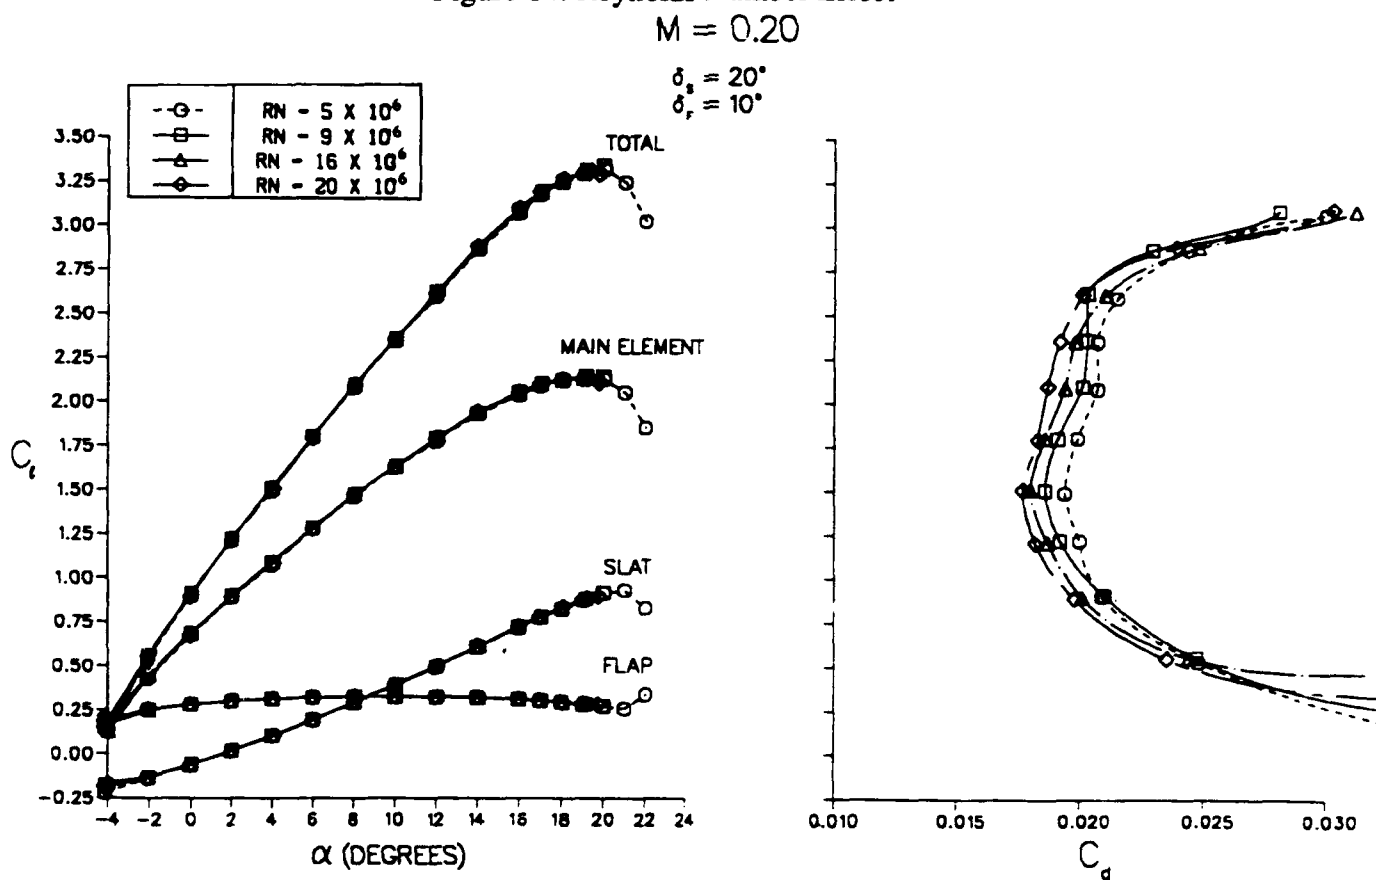 M = 0.20
δs = 20°
δF = 10°
RN - 5 X 10⁶
RN - 9 X 10⁶
RN - 16 X 10⁶
RN - 20 X 10⁶
TOTAL
MAIN ELEMENT
SLAT
FLAP
3.50
3.25
3.00
2.75
2.50
2.25
2.00
1.75
1.50
1.25
1.00
0.75
0.50
0.25
0.00
-0.25
Cℓ
-4 -2 0 2 4 6 8 10 12 14 16 18 20 22 24
α (DEGREES)
0.010 0.015 0.020 0.025 0.030
Cd